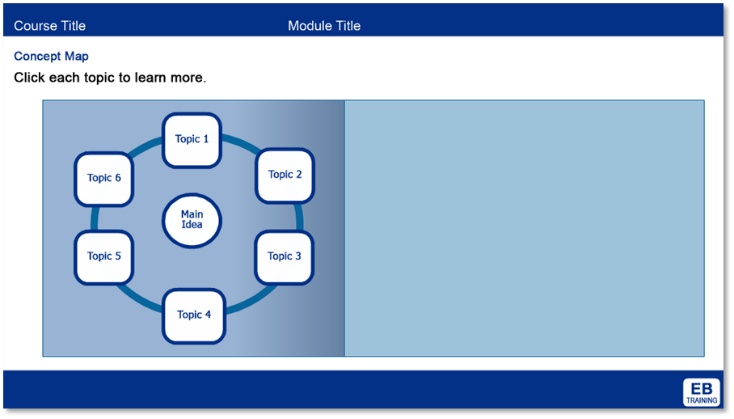 Course Title
Module Title
Concept Map
Click each topic to learn more.
Topic 1
Topic 2
Topic 3
Topic 4
Topic 5
Topic 6
Main
Idea
EB
TRAINING